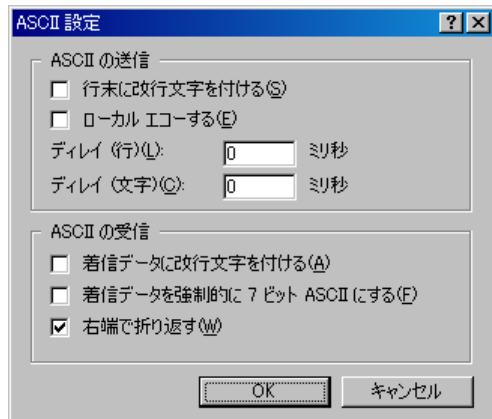 ASCII 設定
ASCII の送信
行末に改行文字を付ける(S)
ローカル エコーする(E)
ディレイ (行)(L): 0 ミリ秒
ディレイ (文字)(C): 0 ミリ秒
ASCII の受信
着信データに改行文字を付ける(A)
着信データを強制的に 7 ビット ASCII にする(F)
右端で折り返す(W)
OK キャンセル